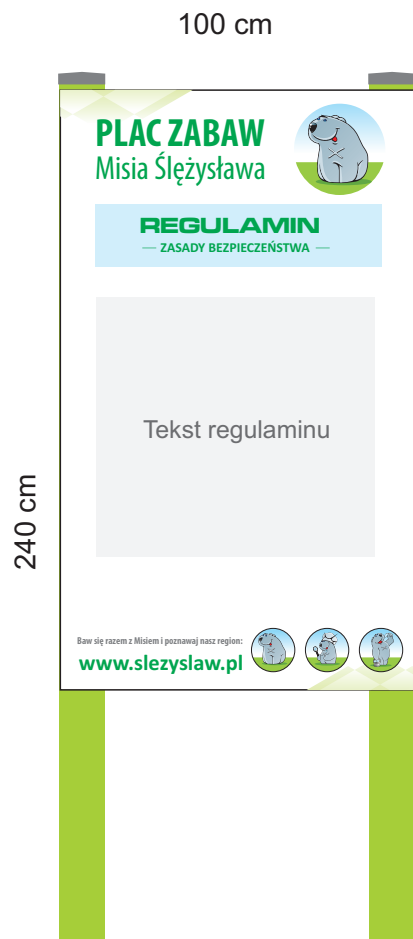 100 cm
PLAC ZABAW
Misia Ślężysława
REGULAMIN
— ZASADY BEZPIECZEŃSTWA —
Tekst regulaminu
240 cm
Baw się razem z Misiem i poznawaj nasz region:
www.slezyslaw.pl